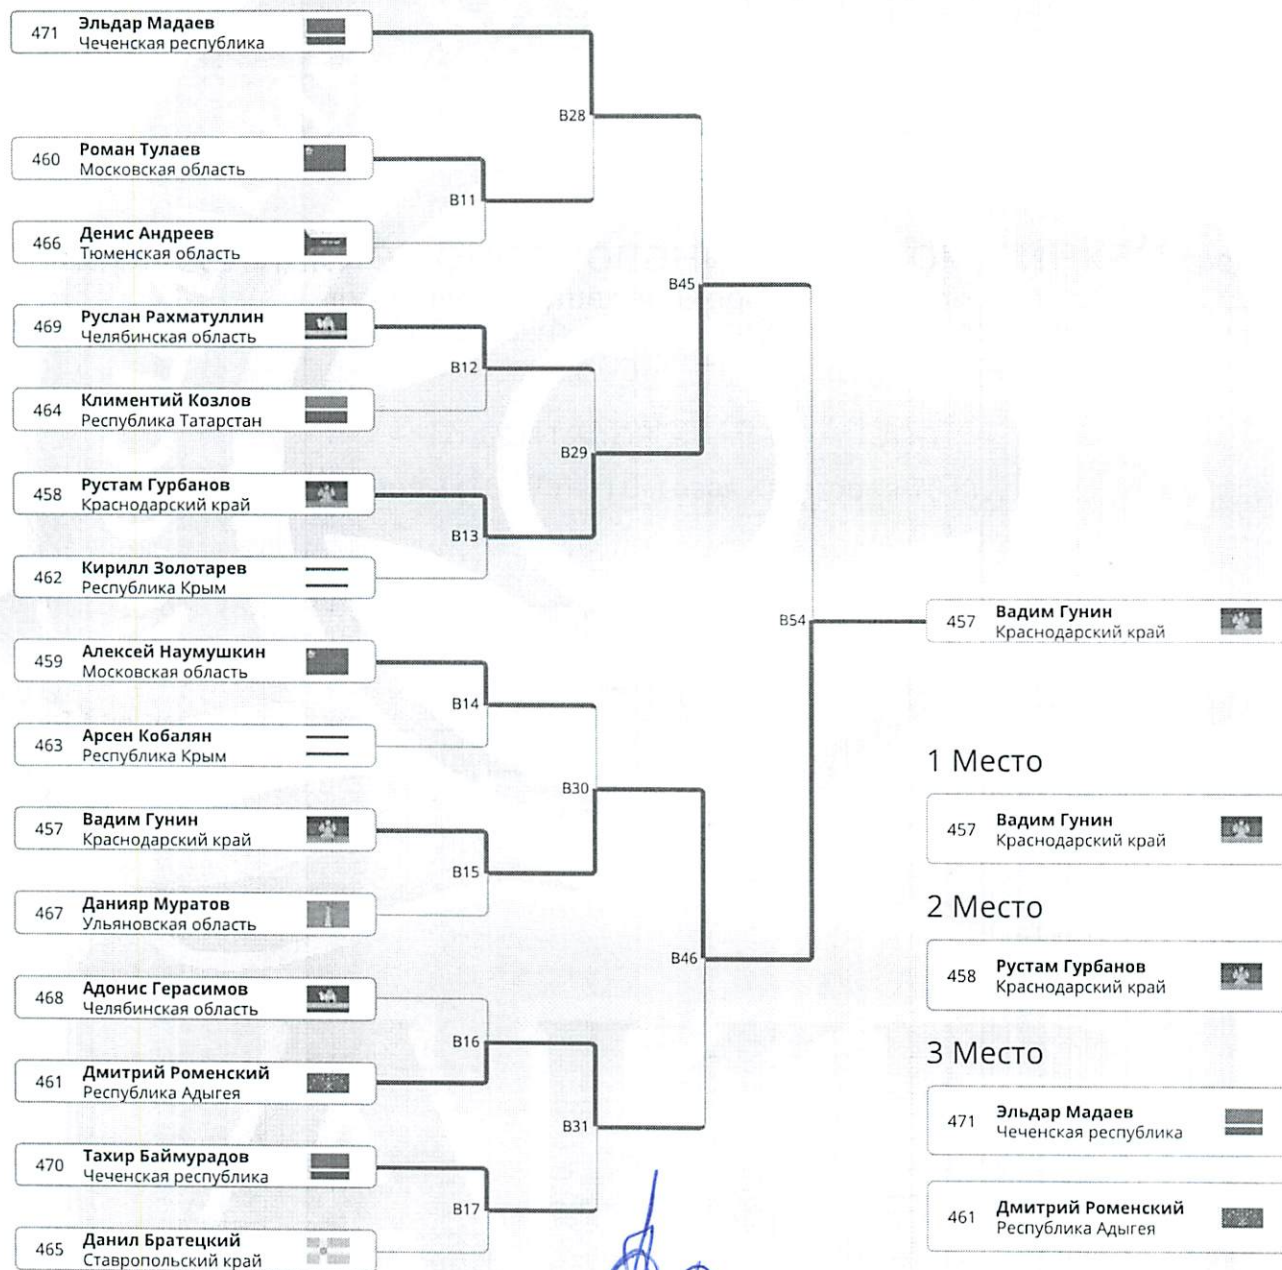 471 Эльдар Мадаев
Чеченская республика
B28
460 Роман Тулаев
Московская область
B11
466 Денис Андреев
Тюменская область
B45
469 Руслан Рахматуллин
Челябинская область
B12
464 Климентий Козлов
Республика Татарстан
B29
458 Рустам Гурбанов
Краснодарский край
B13
462 Кирилл Золотарев
Республика Крым
B54
457 Вадим Гунин
Краснодарский край
459 Алексей Наумушкин
Московская область
B14
463 Арсен Кобалян
Республика Крым
B30
457 Вадим Гунин
Краснодарский край
B15
467 Данияр Муратов
Ульяновская область
B46
468 Адонис Герасимов
Челябинская область
B16
461 Дмитрий Роменский
Республика Адыгея
B31
470 Тахир Баймурадов
Чеченская республика
B17
465 Данил Братецкий
Ставропольский край
1 Место
457 Вадим Гунин
Краснодарский край
2 Место
458 Рустам Гурбанов
Краснодарский край
3 Место
471 Эльдар Мадаев
Чеченская республика
461 Дмитрий Роменский
Республика Адыгея